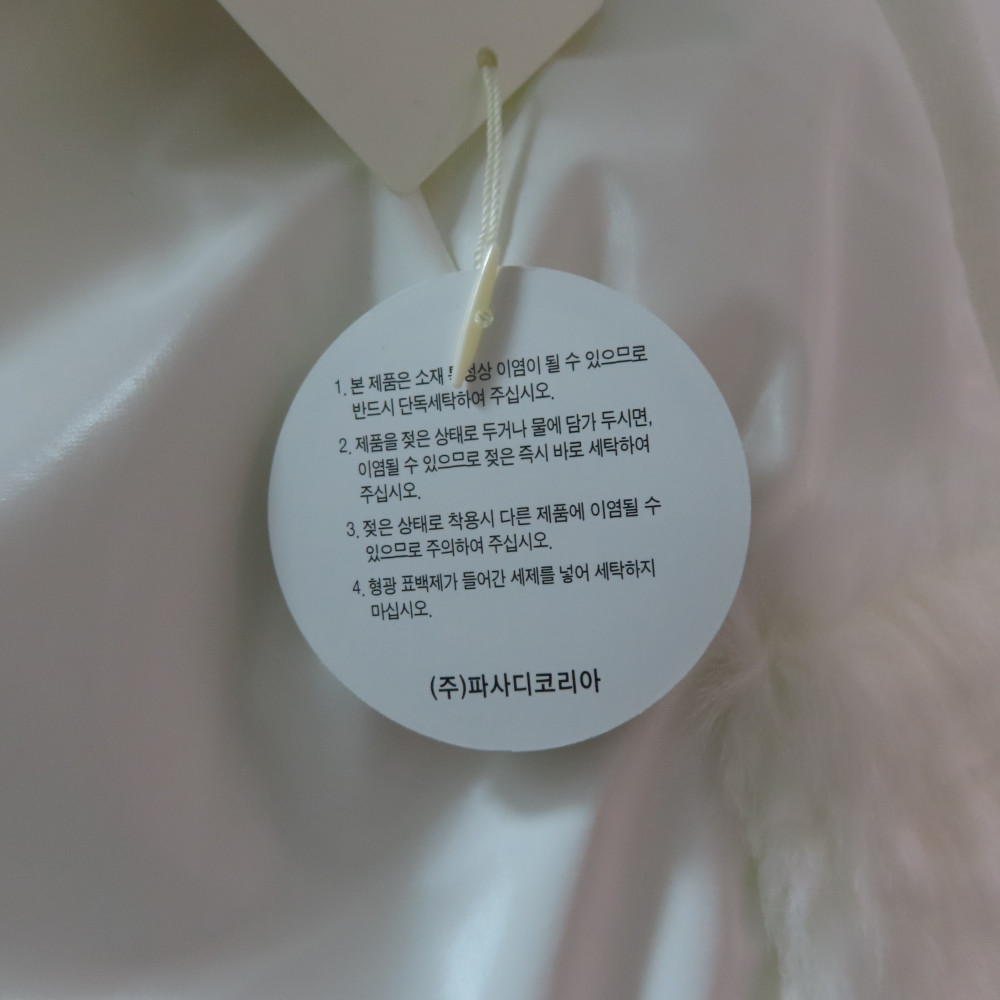 1. 본 제품은 소재 특성상 이염이 될 수 있으므로
반드시 단독세탁하여 주십시오.
2. 제품을 젖은 상태로 두거나 물에 담가 두시면,
이염될 수 있으므로 젖은 즉시 바로 세탁하여
주십시오.
3. 젖은 상태로 착용시 다른 제품에 이염될 수
있으므로 주의하여 주십시오.
4. 형광 표백제가 들어간 세제를 넣어 세탁하지
마십시오.
(주)파사디코리아